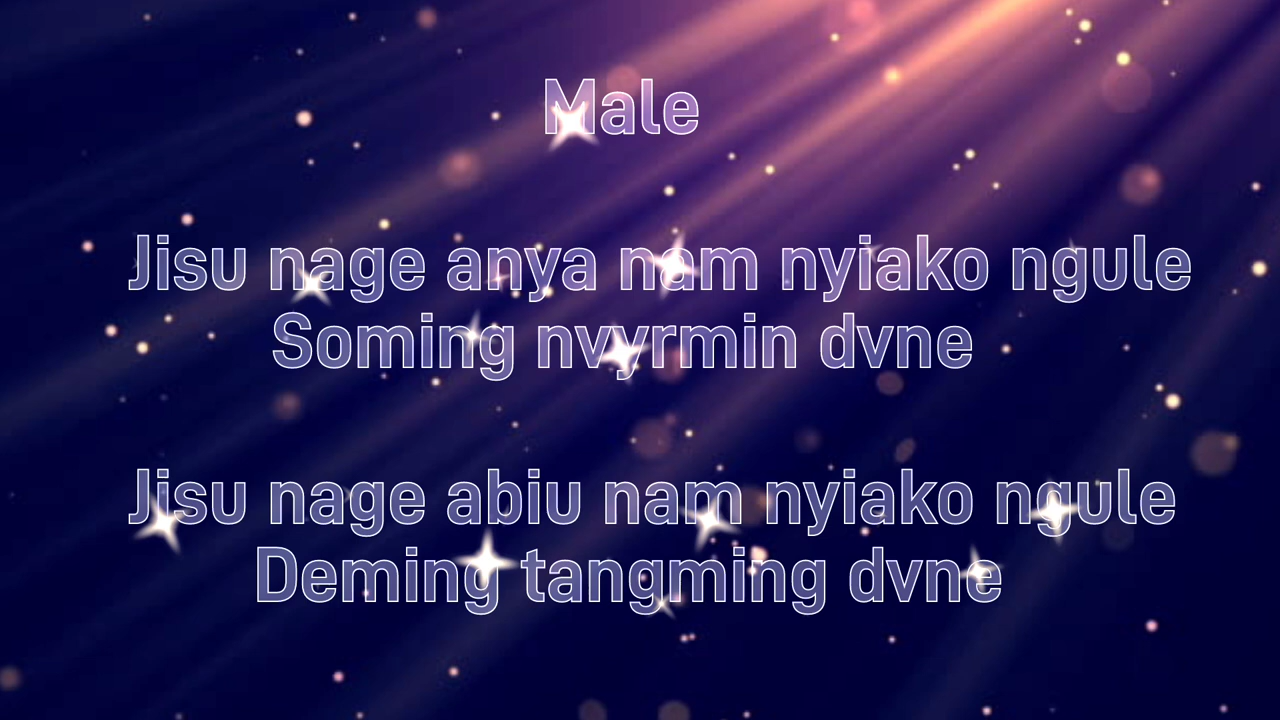 Male
Jisu nage anya nam nyiako ngule
Soming nvyrmin dvne
Jisu nage abiu nam nyiako ngule
Deming tangming dvne